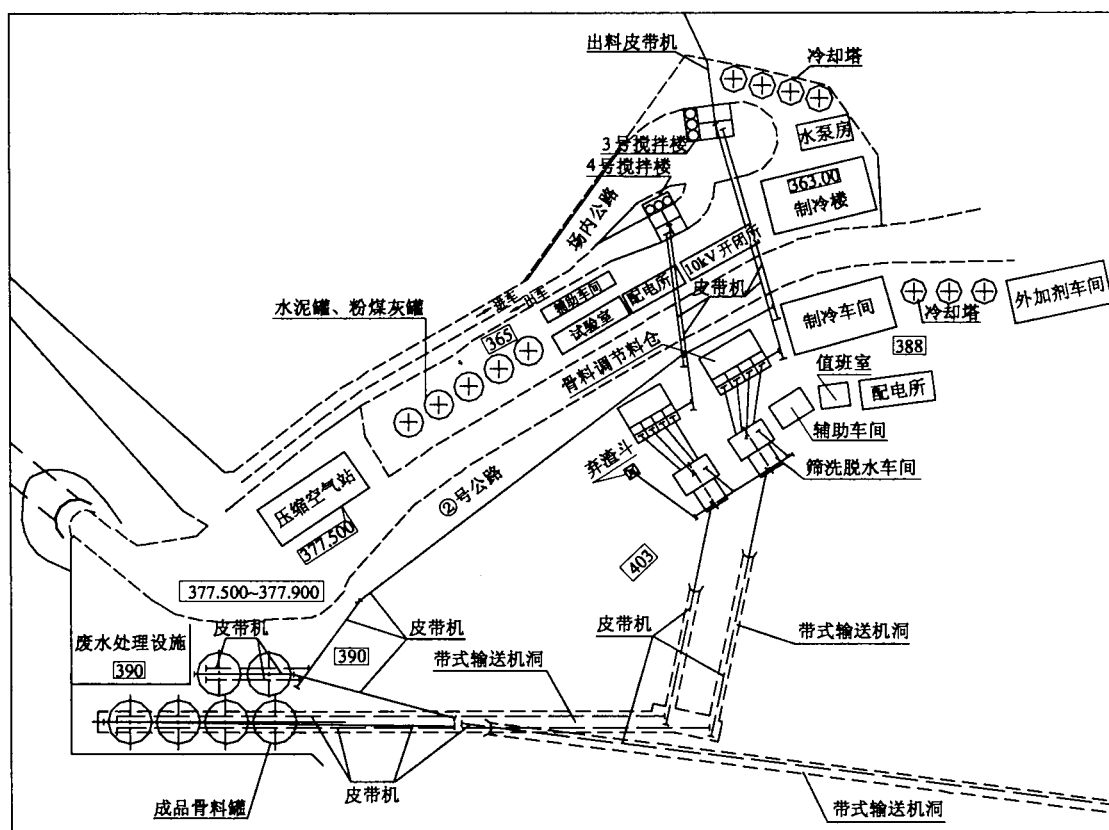 出料皮带机
冷却塔
3号搅拌楼
水泵房
4号搅拌楼
363.00
制冷楼
场内公路
10kV开闭所
水泥罐、粉煤灰罐
辅助车间
配电所
皮带机
试验室
365
骨料调节料仓
制冷车间
冷却塔
外加剂车间
388
值班室
配电所
辅助车间
弃渣斗
筛洗脱水车间
②号公路
压缩空气站
377.500
403
377.500~377.900
废水处理设施
390
皮带机
390
皮带机
带式输送机洞
皮带机
带式输送机洞
皮带机
成品骨料罐
带式输送机洞